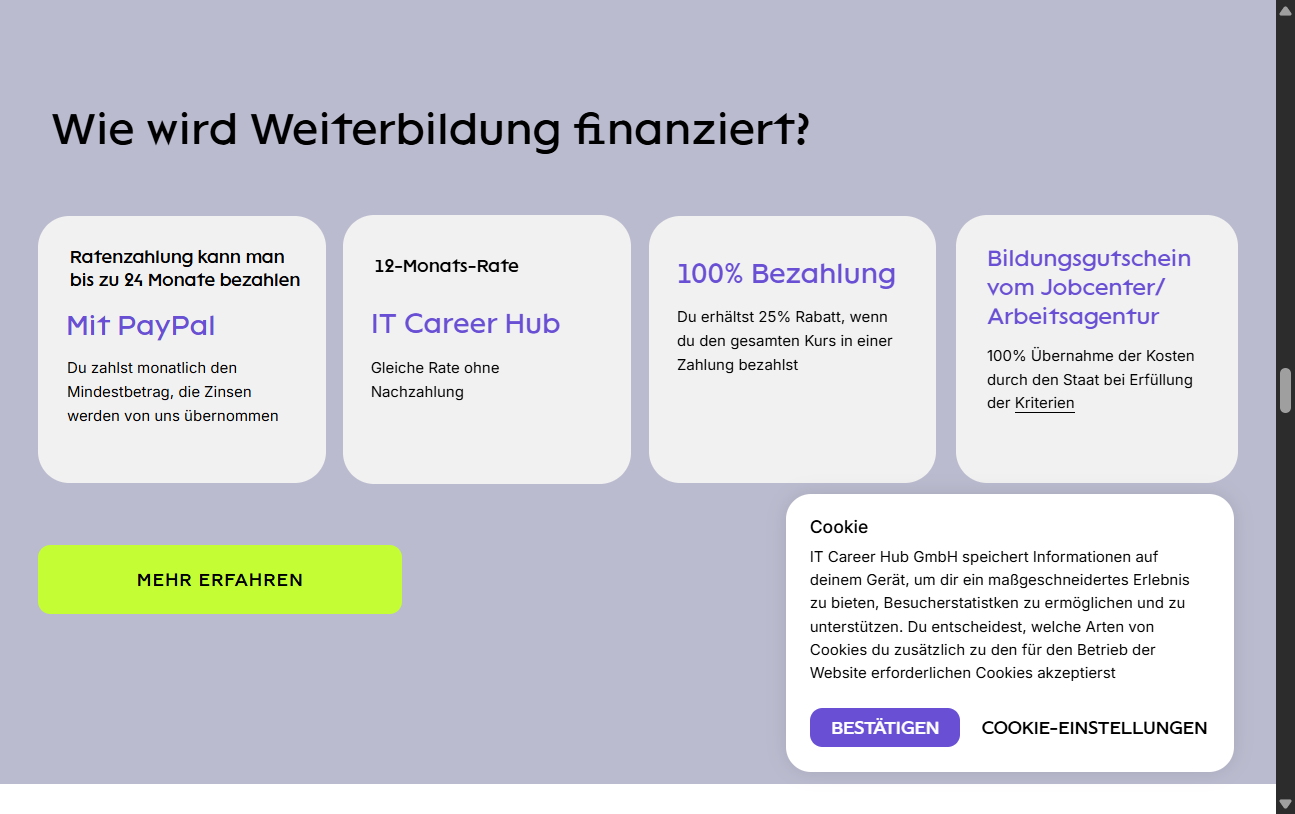 Wie wird Weiterbildung finanziert?
Ratenzahlung kann man
bis zu 24 Monate bezahlen
Mit PayPal
Du zahlst monatlich den
Mindestbetrag, die Zinsen
werden von uns übernommen
12-Monats-Rate
IT Career Hub
Gleiche Rate ohne
Nachzahlung
100% Bezahlung
Du erhältst 25% Rabatt, wenn
du den gesamten Kurs in einer
Zahlung bezahlst
Bildungsgutschein
vom Jobcenter/
Arbeitsagentur
100% Übernahme der Kosten
durch den Staat bei Erfüllung
der Kriterien
MEHR ERFAHREN
Cookie
IT Career Hub GmbH speichert Informationen auf
deinem Gerät, um dir ein maßgeschneidertes Erlebnis
zu bieten, Besucherstatistken zu ermöglichen und zu
unterstützen. Du entscheidest, welche Arten von
Cookies du zusätzlich zu den für den Betrieb der
Website erforderlichen Cookies akzeptierst
BESTÄTIGEN
COOKIE-EINSTELLUNGEN